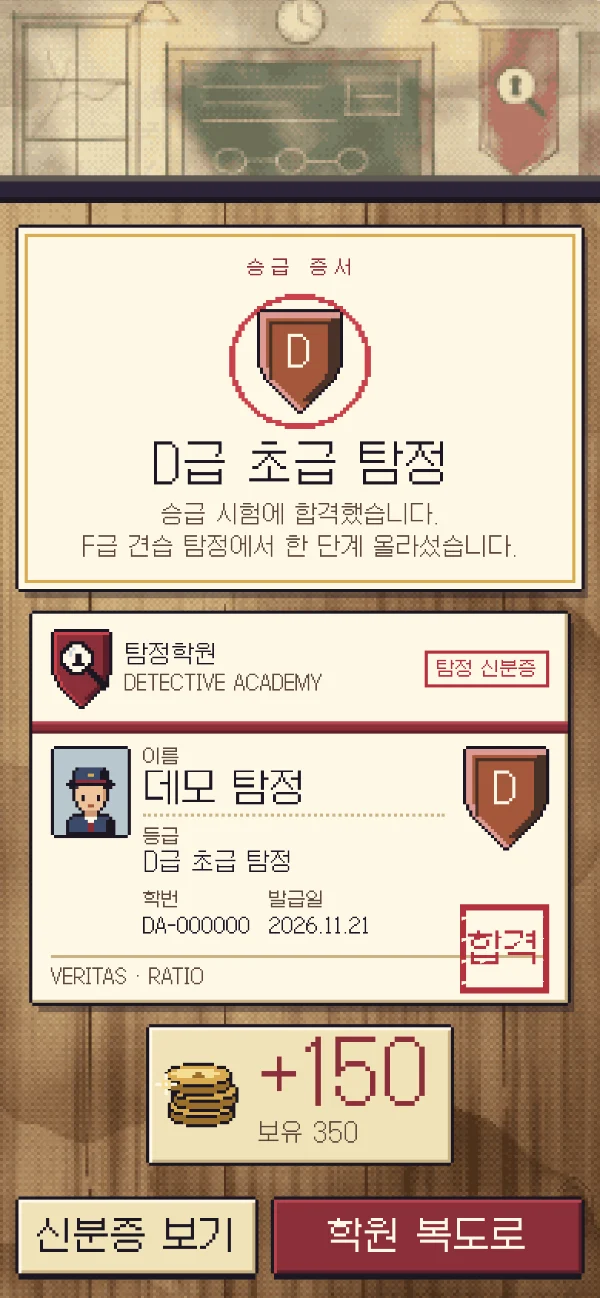 승급 증서
D
D급 초급 탐정
승급 시험에 합격했습니다.
F급 견습 탐정에서 한 단계 올라섰습니다.
탐정학원
DETECTIVE ACADEMY
탐정 신분증
이름
데모 탐정
D
등급
D급 초급 탐정
학번 발급일
DA-000000 2026.11.21
합격
VERITAS · RATIO
+150
보유 350
신분증 보기
학원 복도로